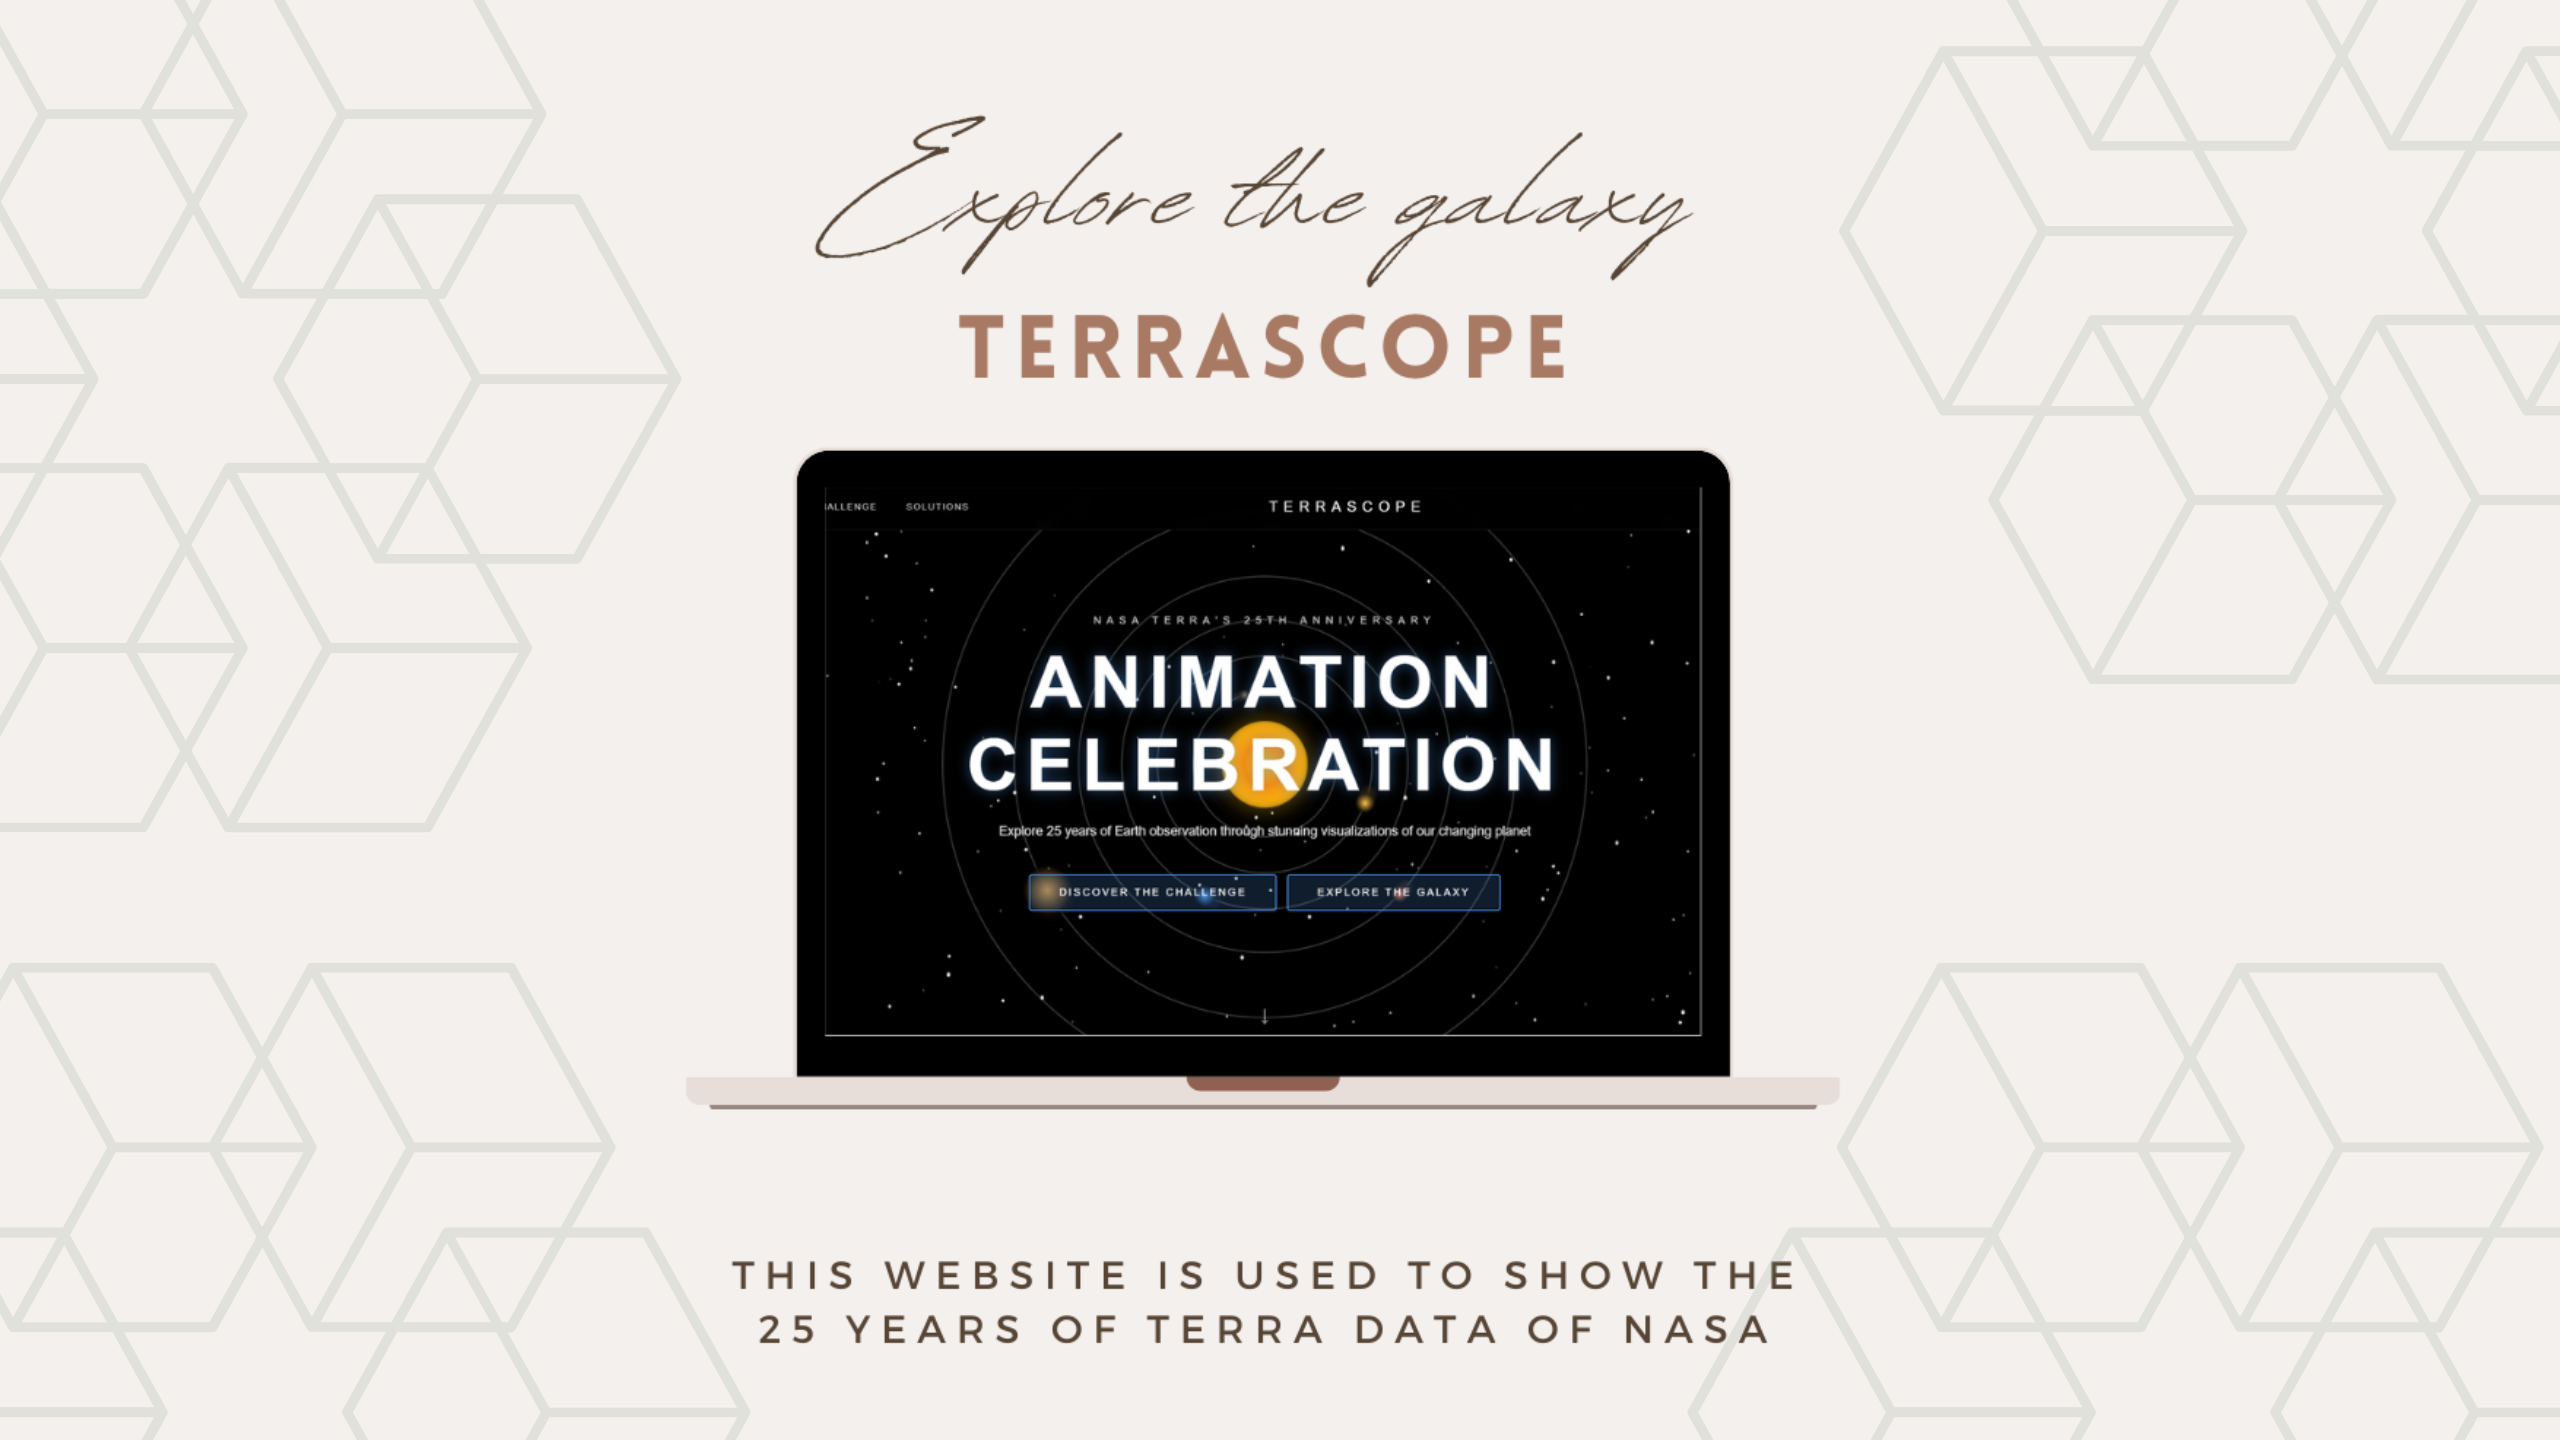 Explore the galaxy
TERRASCOPE
ALLENGE SOLUTIONS TERRASCOPE
NASA TERRA'S 25TH ANNIVERSARY
ANIMATION
CELEBRATION
Explore 25 years of Earth observation through stunning visualizations of our changing planet
DISCOVER THE CHALLENGE EXPLORE THE GALAXY
THIS WEBSITE IS USED TO SHOW THE
25 YEARS OF TERRA DATA OF NASA